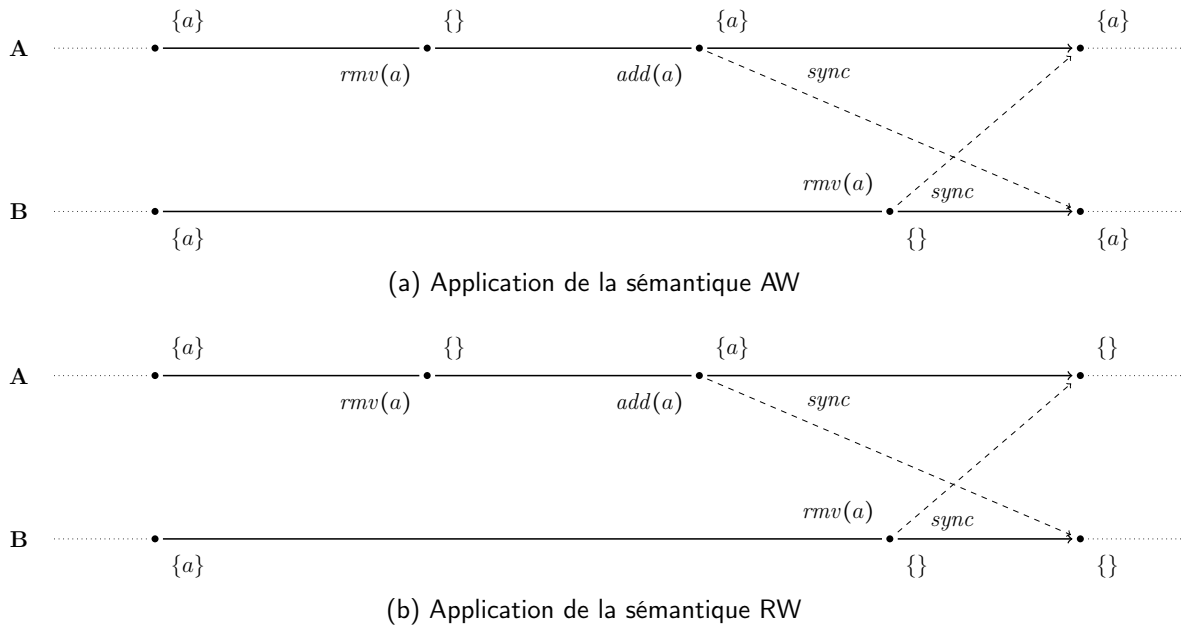 {a} {} {a} {a}
A
rmv(a) add(a) sync
rmv(a) sync
B
{a} {} {a}
(a) Application de la sémantique AW
{a} {} {a} {}
A
rmv(a) add(a) sync
rmv(a) sync
B
{a} {} {}
(b) Application de la sémantique RW